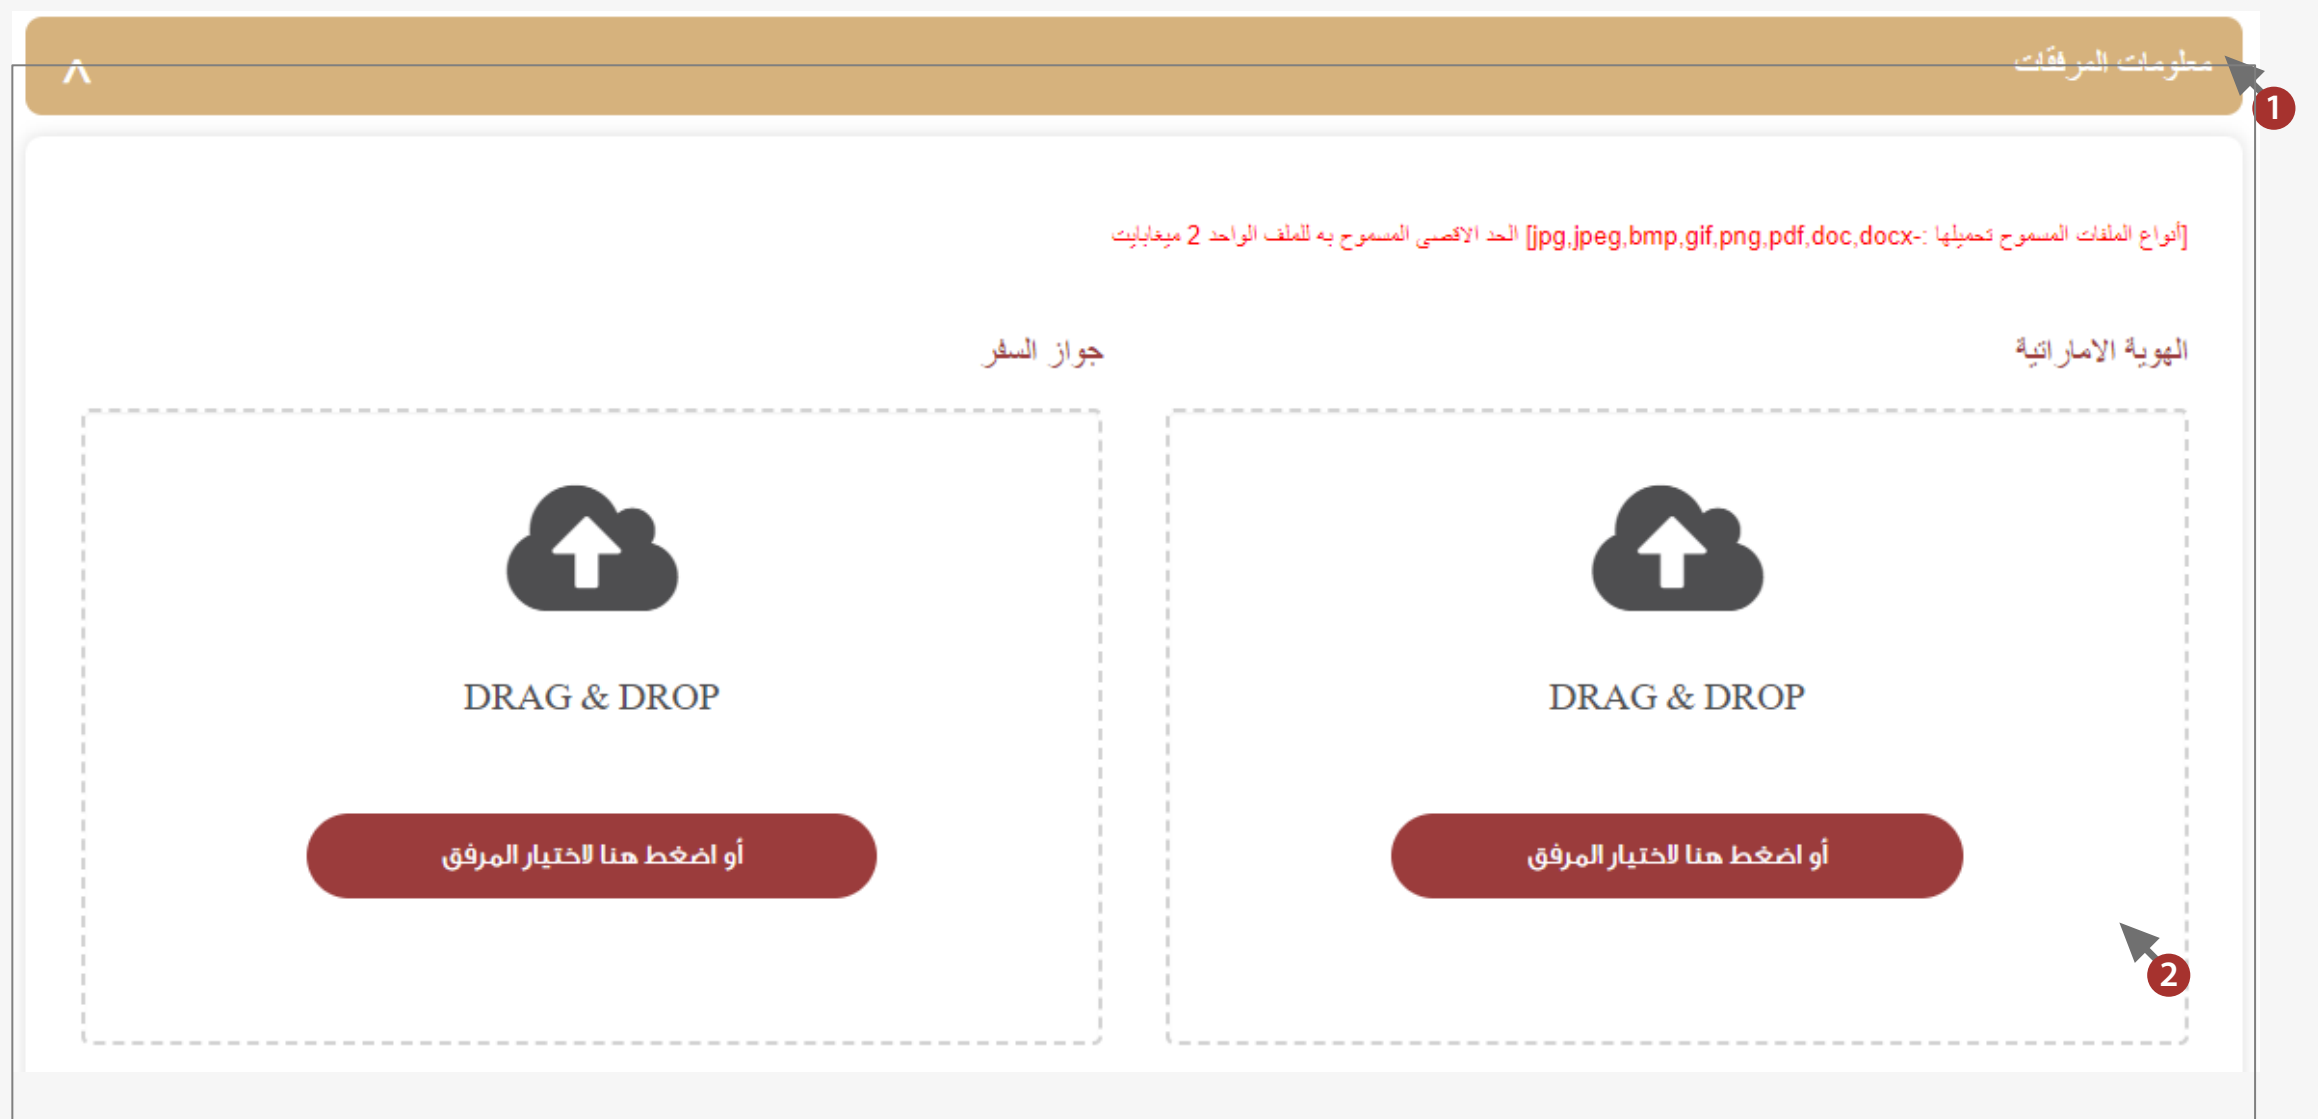 معلومات المرفقات
^
1
[أنواع الملفات المسموح تحميلها :-jpg,jpeg,bmp,gif,png,pdf,doc,docx] الحد الاقصى المسموح به للملف الواحد 2 ميغابايت
الهوية الاماراتية
DRAG & DROP
أو اضغط هنا لاختيار المرفق
2
جواز السفر
DRAG & DROP
أو اضغط هنا لاختيار المرفق